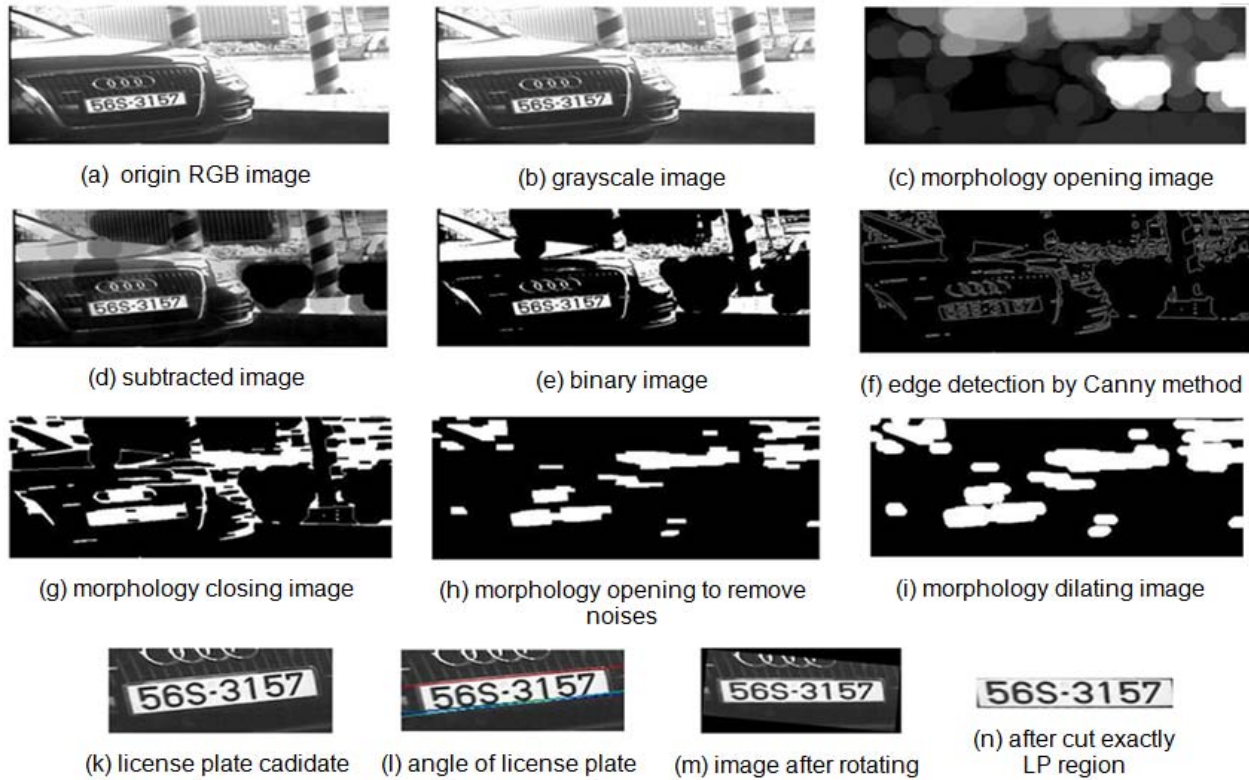 56S-3157
56S-3157
(a) origin RGB image
(b) grayscale image
(c) morphology opening image
56S-3157
56S-3157
56S-3157
(d) subtracted image
(e) binary image
(f) edge detection by Canny method
(g) morphology closing image
(h) morphology opening to remove
noises
(i) morphology dilating image
56S-3157
56S-3157
56S-3157
56S-3157
(k) license plate cadidate
(l) angle of license plate
(m) image after rotating
(n) after cut exactly
LP region